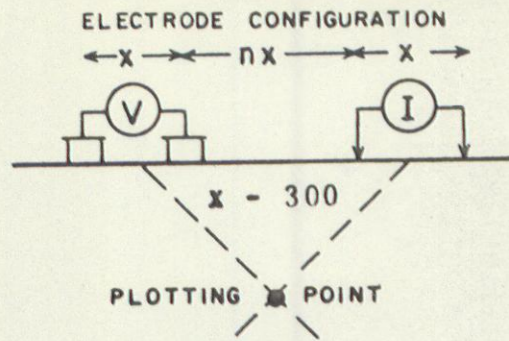 ELECTRODE CONFIGURATION
x nx x
V I
x - 300
PLOTTING POINT